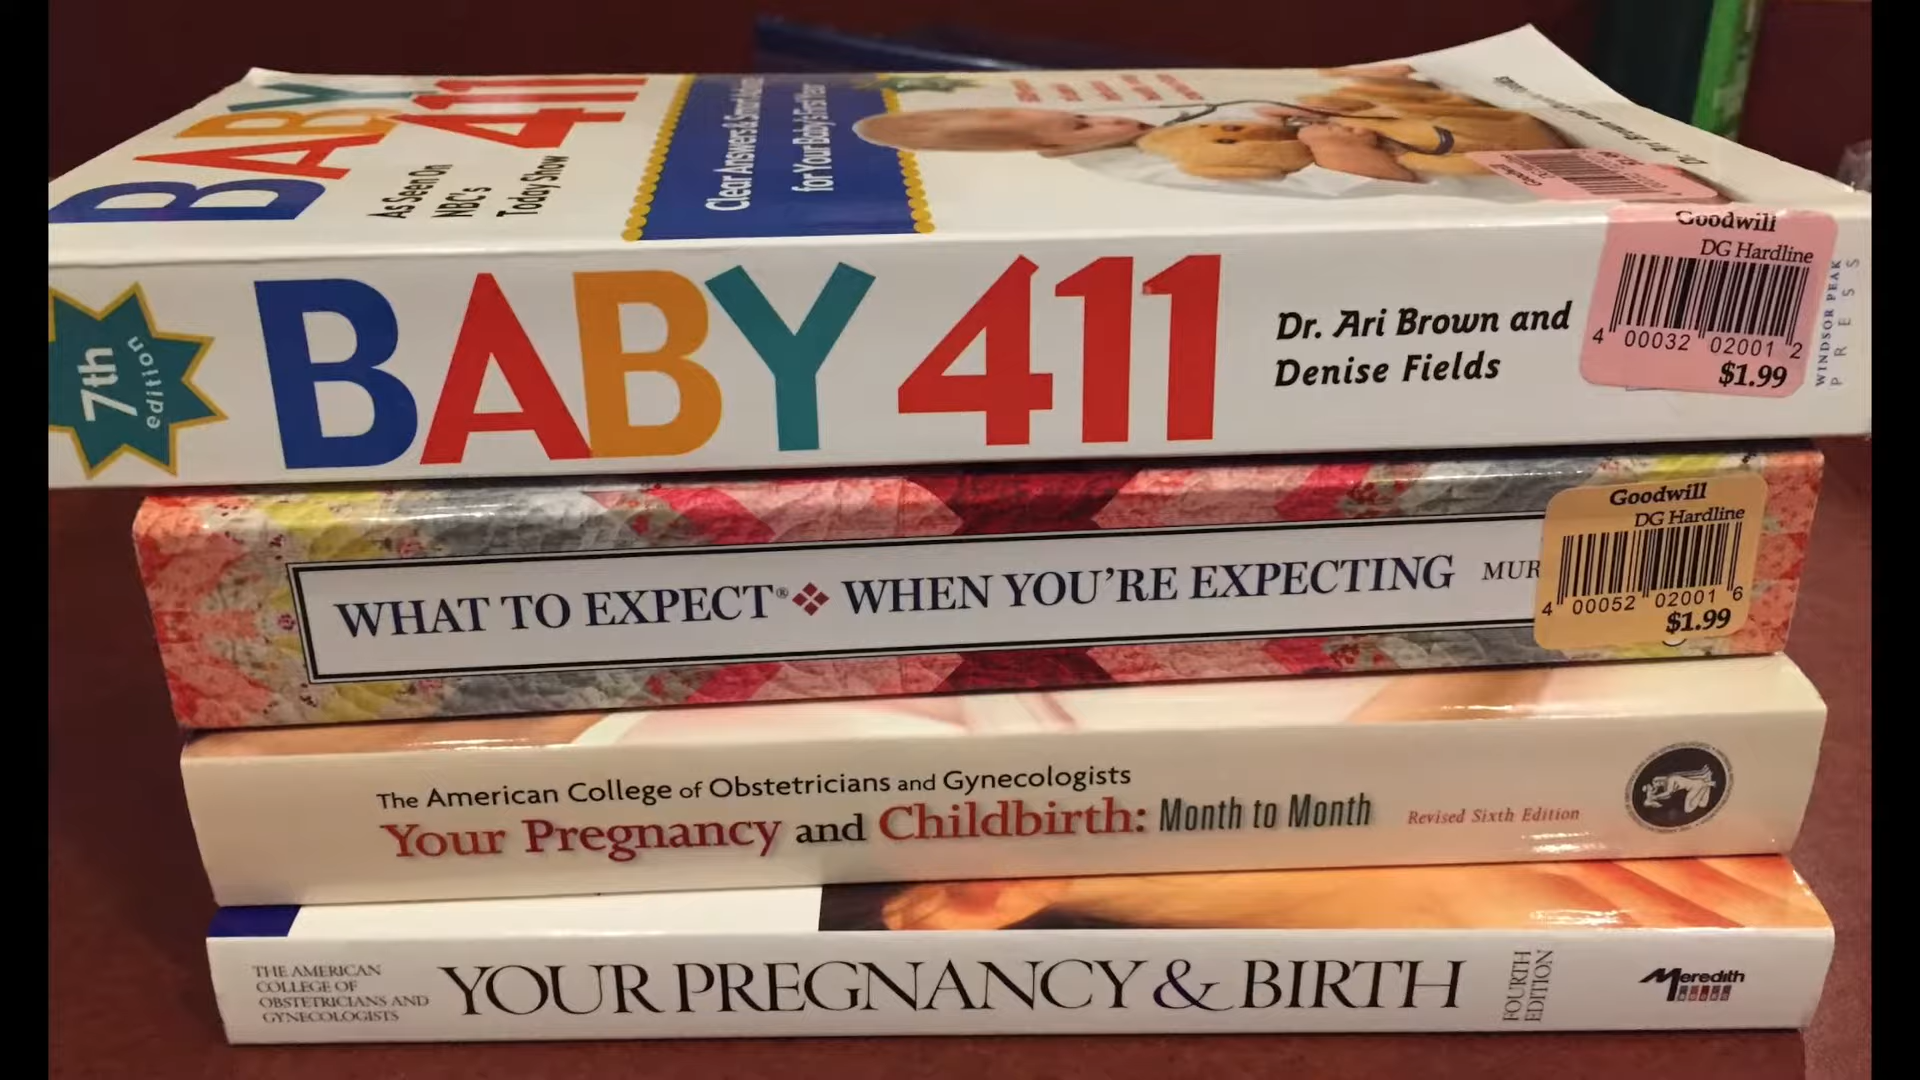 BABY
411
As Seen On
NBC's
Today Show
Clear Answers & Smart Advice
for Your Baby's First Year
Goodwill
DG Hardline
4 00032 02001 2
$1.99
7th
edition
BABY 411
Dr. Ari Brown and
Denise Fields
WINDSOR PEAK
PRESS
WHAT TO EXPECT® WHEN YOU'RE EXPECTING MUR
Goodwill
DG Hardline
4 00052 02001 6
$1.99
The American College of Obstetricians and Gynecologists
Your Pregnancy and Childbirth: Month to Month
Revised Sixth Edition
THE AMERICAN
COLLEGE OF
OBSTETRICIANS AND
GYNECOLOGISTS
YOUR PREGNANCY & BIRTH
FOURTH
EDITION
Meredith
BOOKS